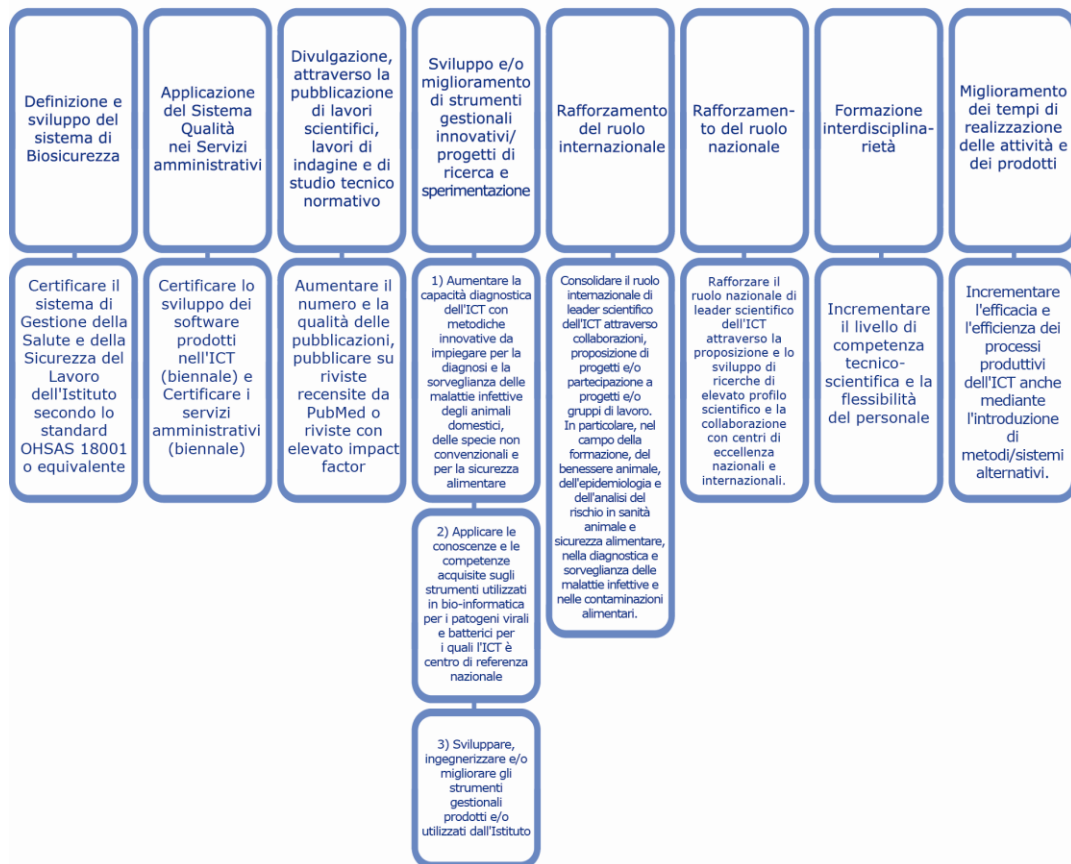 Definizione e
sviluppo del
sistema di
Biosicurezza
Applicazione
del Sistema
Qualità
nei Servizi
amministrativi
Divulgazione,
attraverso la
pubblicazione
di lavori
scientifici,
lavori di
indagine e di
studio tecnico
normativo
Sviluppo e/o
miglioramento
di strumenti
gestionali
innovativi/
progetti di
ricerca e
sperimentazione
Rafforzamento
del ruolo
internazionale
Rafforzamen-
to del ruolo
nazionale
Formazione
interdisciplina-
rietà
Miglioramento
dei tempi di
realizzazione
delle attività e
dei prodotti
Certificare il
sistema di
Gestione della
Salute e della
Sicurezza del
Lavoro
dell'Istituto
secondo lo
standard
OHSAS 18001
o equivalente
Certificare lo
sviluppo dei
software
prodotti
nell'ICT
(biennale) e
Certificare i
servizi
amministrativi
(biennale)
Aumentare il
numero e la
qualità delle
pubblicazioni,
pubblicare su
riviste
recensite da
PubMed o
riviste con
elevato impact
factor
1) Aumentare la
capacità diagnostica
dell'ICT con
metodiche
innovative da
impiegare per la
diagnosi e la
sorveglianza delle
malattie infettive
degli animali
domestici,
delle specie non
convenzionali e
per la sicurezza
alimentare
2) Applicare le
conoscenze e le
competenze
acquisite sugli
strumenti utilizzati
in bio-informatica
per i patogeni virali
e batterici per
i quali l'ICT è
centro di referenza
nazionale
3) Sviluppare,
ingegnerizzare e/o
migliorare gli
strumenti
gestionali
prodotti e/o
utilizzati dall'Istituto
Consolidare il ruolo
internazionale di
leader scientifico
dell'ICT attraverso
collaborazioni,
proposizione di
progetti e/o
partecipazione a
progetti e/o
gruppi di lavoro.
In particolare, nel
campo della
formazione, del
benessere animale,
dell'epidemiologia e
dell'analisi del
rischio in sanità
animale e
sicurezza alimentare,
nella diagnostica e
sorveglianza delle
malattie infettive e
nelle contaminazioni
alimentari.
Rafforzare il
ruolo nazionale di
leader scientifico
dell'ICT
attraverso la
proposizione e lo
sviluppo di
ricerche di
elevato profilo
scientifico e la
collaborazione
con centri di
eccellenza
nazionali e
internazionali.
Incrementare
il livello di
competenza
tecnico-
scientifica e la
flessibilità
del personale
Incrementare
l'efficacia e
l'efficienza dei
processi
produttivi
dell'ICT anche
mediante
l'introduzione
di
metodi/sistemi
alternativi.